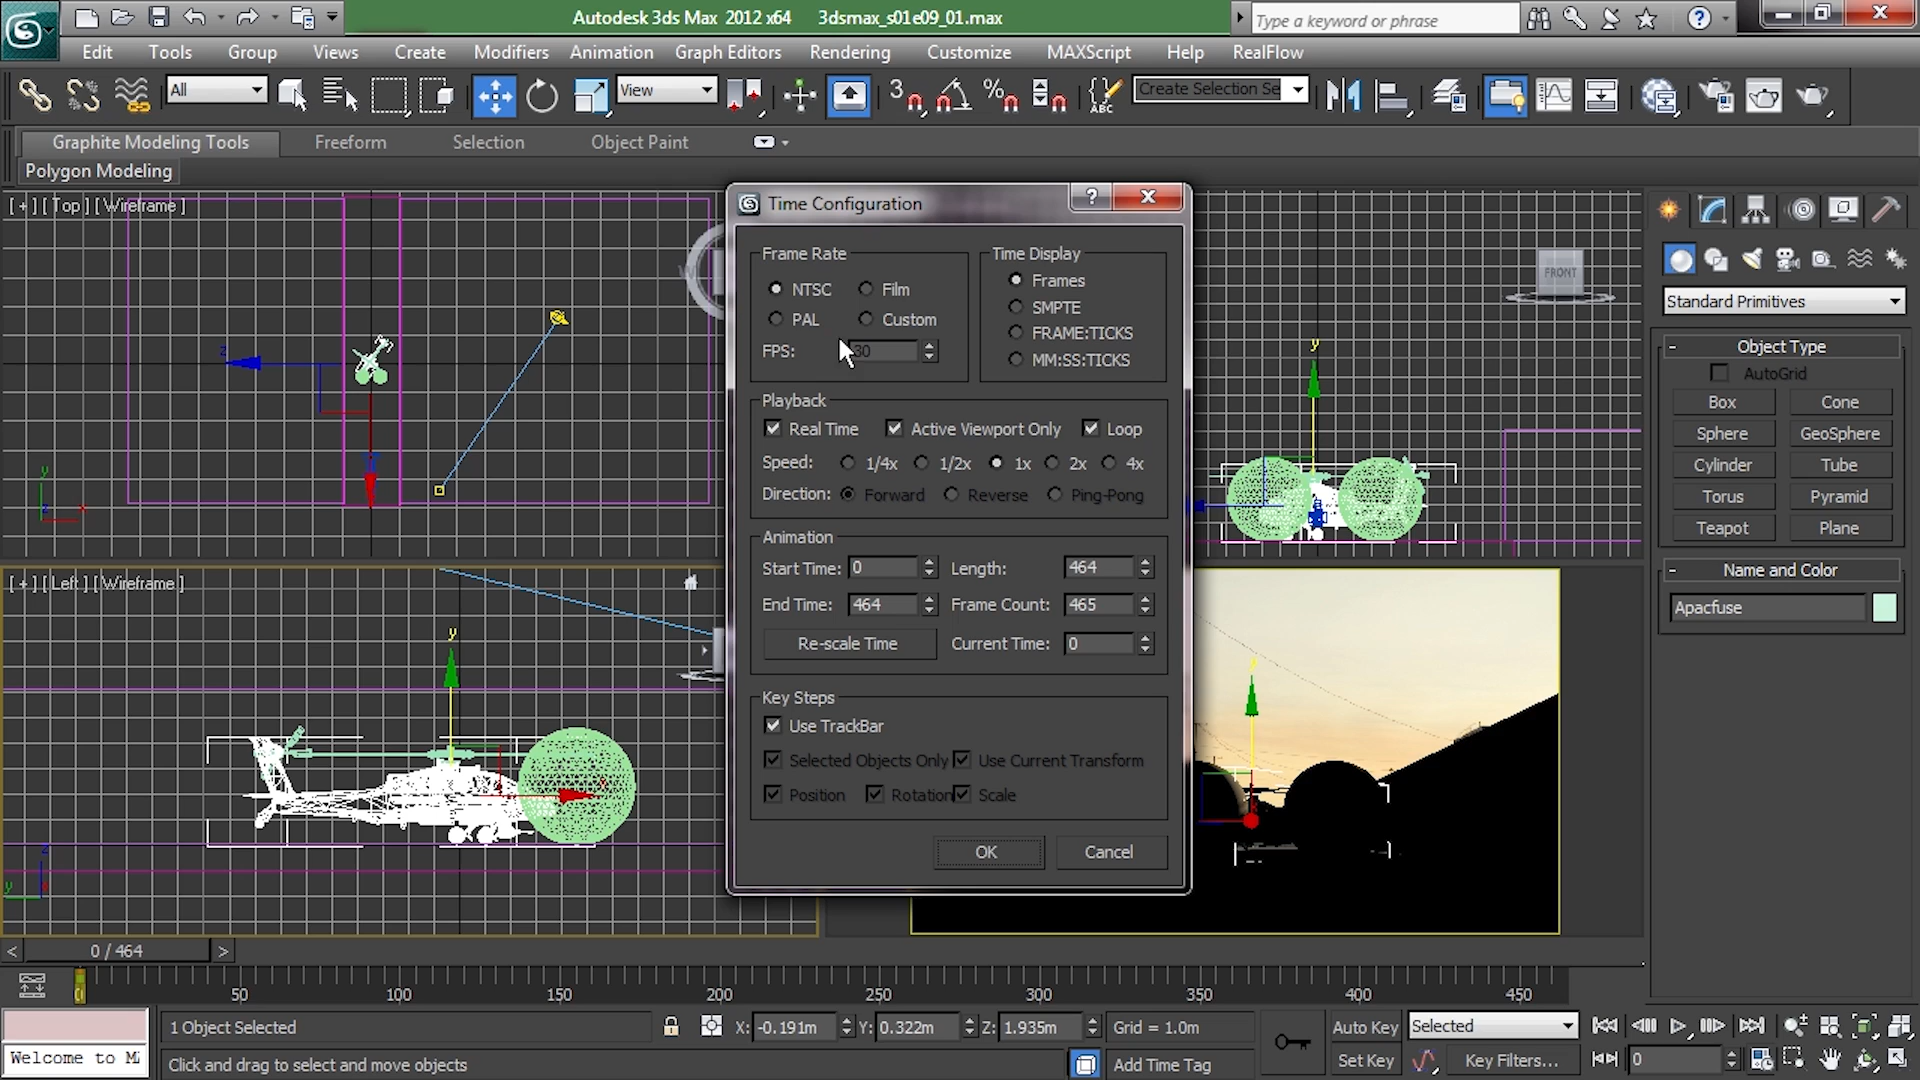 Autodesk 3ds Max 2012 x64 3dsmax_s01e09_01.max
Type a keyword or phrase
Edit Tools Group Views Create Modifiers Animation Graph Editors Rendering Customize MAXScript Help RealFlow
All View 3 % ABC Create Selection Se
Graphite Modeling Tools Freeform Selection Object Paint
Polygon Modeling
[ + ] [ Top ] [ Wireframe ]
FRONT
[ + ] [ Left ] [ Wireframe ]
Time Configuration
Frame Rate
NTSC Film
PAL Custom
FPS: 30
Time Display
Frames
SMPTE
FRAME:TICKS
MM:SS:TICKS
Playback
Real Time Active Viewport Only Loop
Speed: 1/4x 1/2x 1x 2x 4x
Direction: Forward Reverse Ping-Pong
Animation
Start Time: 0 Length: 464
End Time: 464 Frame Count: 465
Re-scale Time Current Time: 0
Key Steps
Use TrackBar
Selected Objects Only Use Current Transform
Position Rotation Scale
OK Cancel
Standard Primitives
- Object Type
AutoGrid
Box Cone
Sphere GeoSphere
Cylinder Tube
Torus Pyramid
Teapot Plane
- Name and Color
Apacfuse
< 0 / 464 >
0 50 100 150 200 250 300 350 400 450
1 Object Selected X: -0.191m Y: 0.322m Z: 1.935m Grid = 1.0m Auto Key Selected
Welcome to M Click and drag to select and move objects Add Time Tag Set Key Key Filters... 0